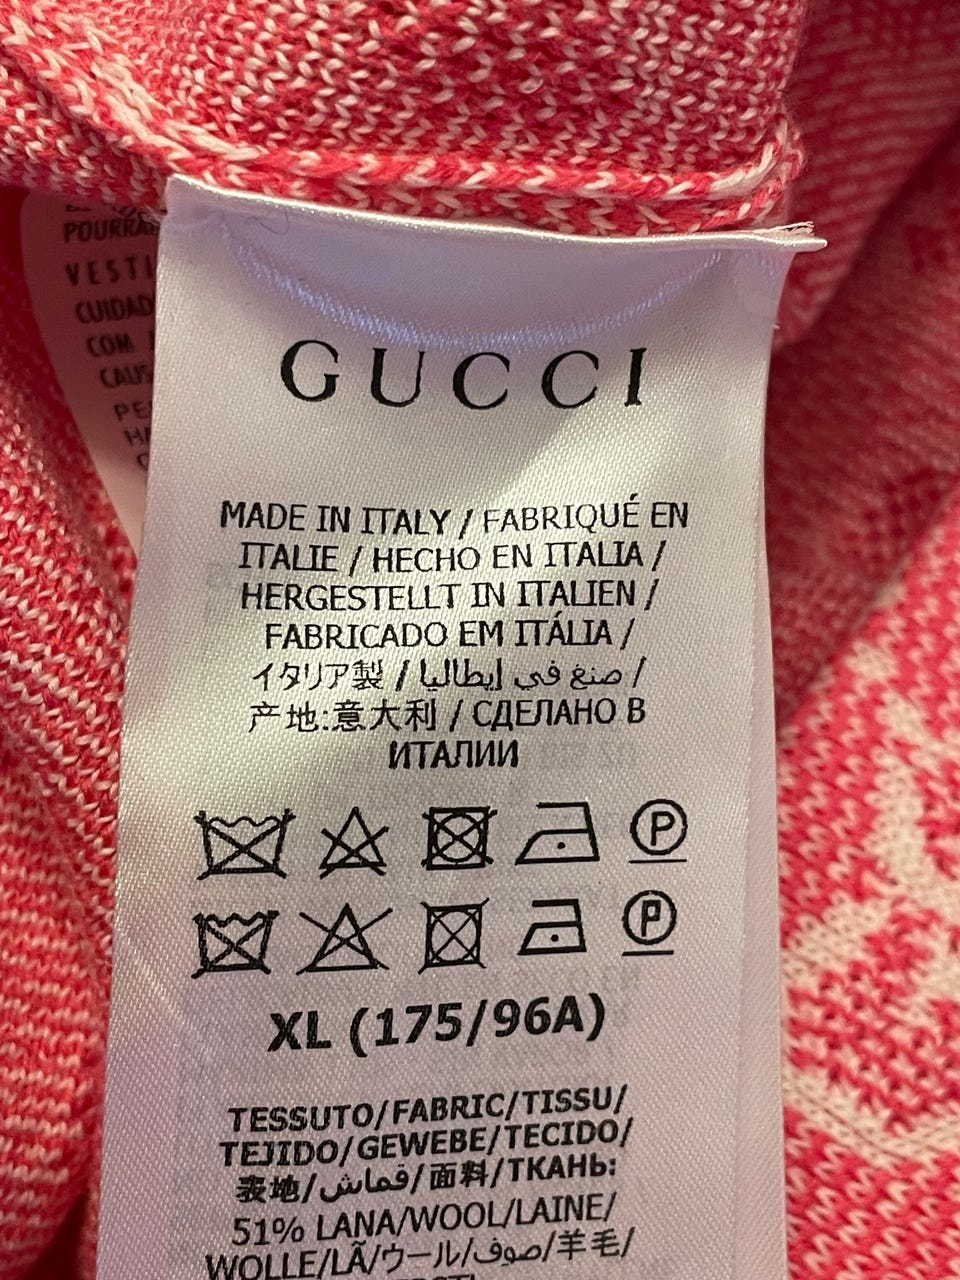 POURRA
VESTI
CUIDAD
COM
CAUS
PE
GUCCI
MADE IN ITALY / FABRIQUÉ EN
ITALIE / HECHO EN ITALIA /
HERGESTELLT IN ITALIEN /
FABRICADO EM ITÁLIA /
イタリア製 / صنع في إيطاليا /
产地:意大利 / СДЕЛАНО В
ИТАЛИИ
P
P
XL (175/96A)
TESSUTO/FABRIC/TISSU/
TEJIDO/GEWEBE/TECIDO/
表地/قماش/面料/ТКАНЬ:
51% LANA/WOOL/LAINE/
WOLLE/LÃ/ウール/صوف/羊毛/